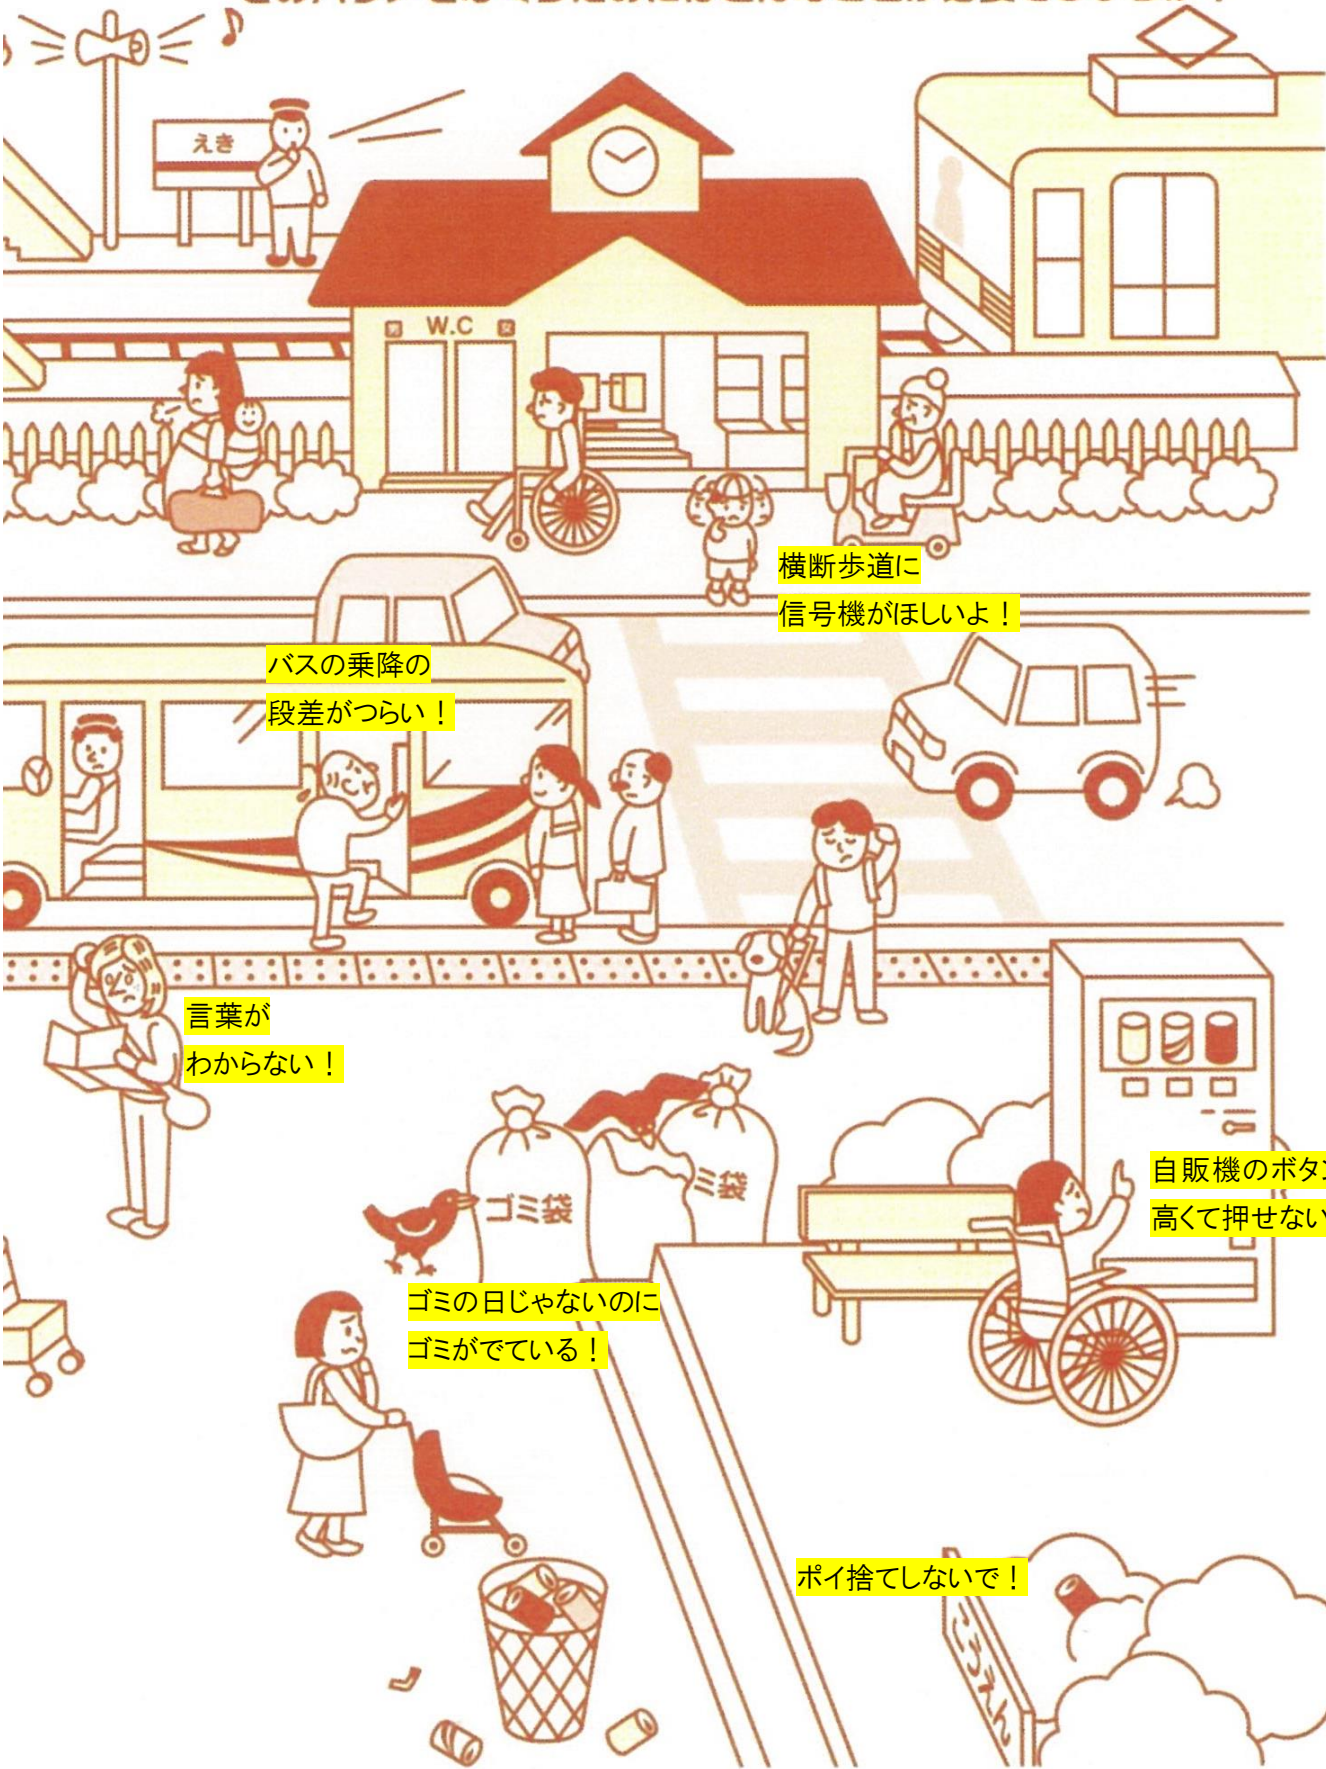 えき
W.C
横断歩道に
信号機がほしいよ！
バスの乗降の
段差がつらい！
言葉が
わからない！
ゴミ袋
ミ袋
自販機のボタ
高くて押せない
ゴミの日じゃないのに
ゴミがでている！
ポイ捨てしないで！
こうえん